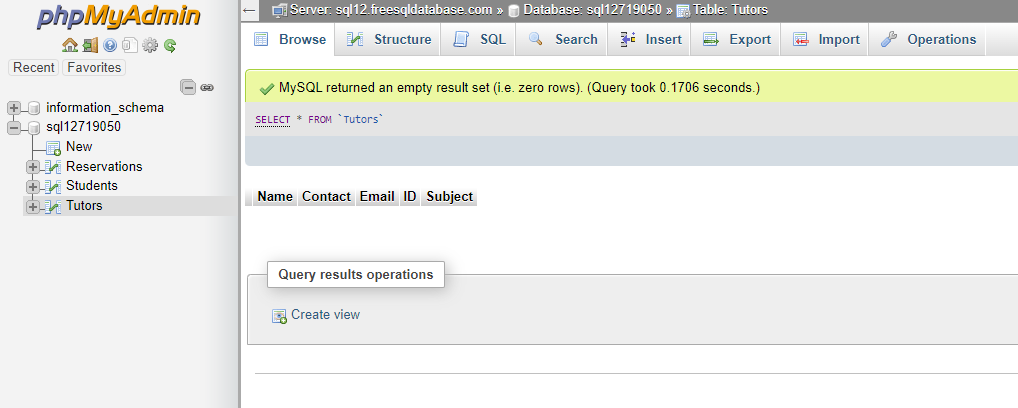 phpMyAdmin
Recent Favorites
information_schema
sql12719050
New
Reservations
Students
Tutors
Server: sql12.freesqldatabase.com » Database: sql12719050 » Table: Tutors
Browse Structure SQL Search Insert Export Import Operations
MySQL returned an empty result set (i.e. zero rows). (Query took 0.1706 seconds.)
SELECT * FROM `Tutors`
Name Contact Email ID Subject
Query results operations
Create view